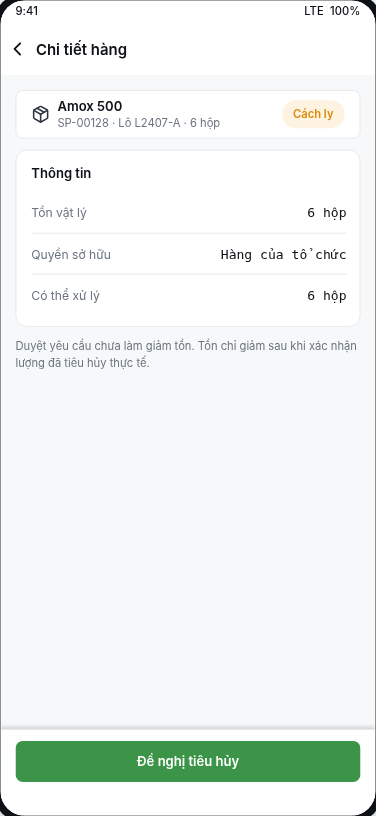 9:41
LTE 100%
Chi tiết hàng
Amox 500
SP-00128 · Lô L2407-A · 6 hộp
Cách ly
Thông tin
Tồn vật lý
6 hộp
Quyền sở hữu
Hàng của tổ chức
Có thể xử lý
6 hộp
Duyệt yêu cầu chưa làm giảm tồn. Tồn chỉ giảm sau khi xác nhận
lượng đã tiêu hủy thực tế.
Đề nghị tiêu hủy